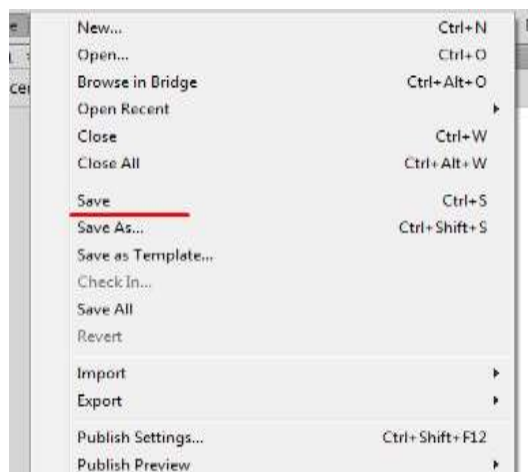 New... Ctrl+N
Open... Ctrl+O
Browse in Bridge Ctrl+Alt+O
Open Recent
Close Ctrl+W
Close All Ctrl+Alt+W
Save Ctrl+S
Save As... Ctrl+Shift+S
Save as Template...
Check In...
Save All
Revert
Import
Export
Publish Settings... Ctrl+Shift+F12
Publish Preview